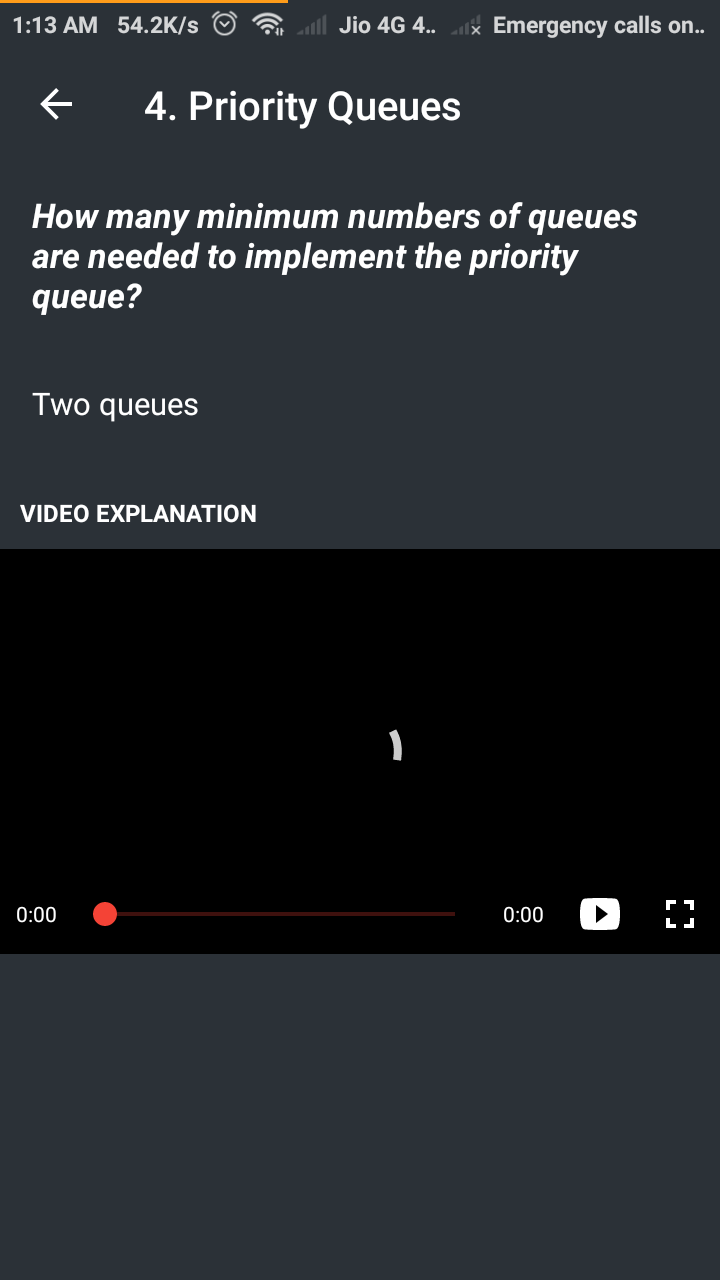 1:13 AM 54.2K/s Jio 4G 4.. Emergency calls on..
4. Priority Queues
How many minimum numbers of queues
are needed to implement the priority
queue?
Two queues
VIDEO EXPLANATION
0:00 0:00